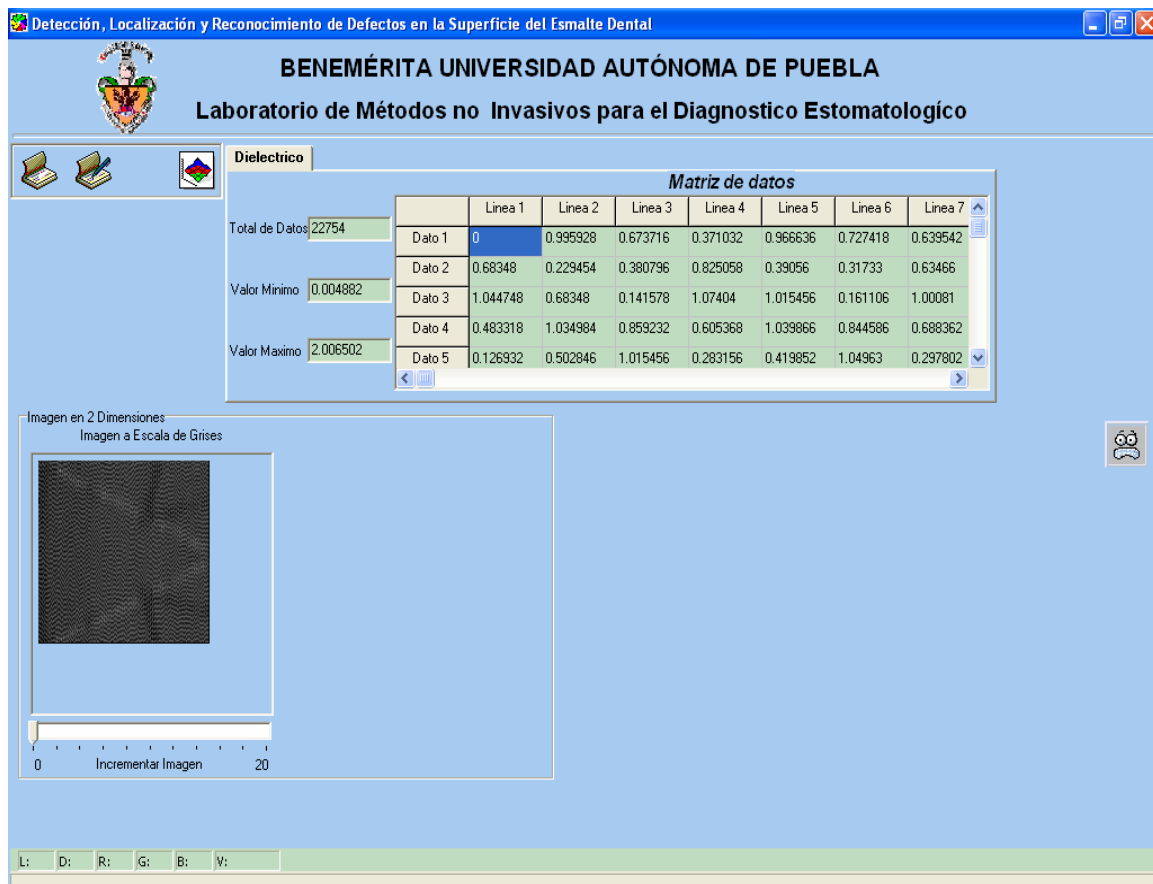 Detección, Localización y Reconocimiento de Defectos en la Superficie del Esmalte Dental
BENEMÉRITA UNIVERSIDAD AUTÓNOMA DE PUEBLA
Laboratorio de Métodos no Invasivos para el Diagnostico Estomatologíco
Dielectrico
Matriz de datos
Total de Datos 22754
Valor Minimo 0.004882
Valor Maximo 2.006502
Linea 1 Linea 2 Linea 3 Linea 4 Linea 5 Linea 6 Linea 7
Dato 1 0 0.995928 0.673716 0.371032 0.966636 0.727418 0.639542
Dato 2 0.68348 0.229454 0.380796 0.825058 0.39056 0.31733 0.63466
Dato 3 1.044748 0.68348 0.141578 1.07404 1.015456 0.161106 1.00081
Dato 4 0.483318 1.034984 0.859232 0.605368 1.039866 0.844586 0.688362
Dato 5 0.126932 0.502846 1.015456 0.283156 0.419852 1.04963 0.297802
Imagen en 2 Dimensiones
Imagen a Escala de Grises
0 Incrementar Imagen 20
L: D: R: G: B: V: